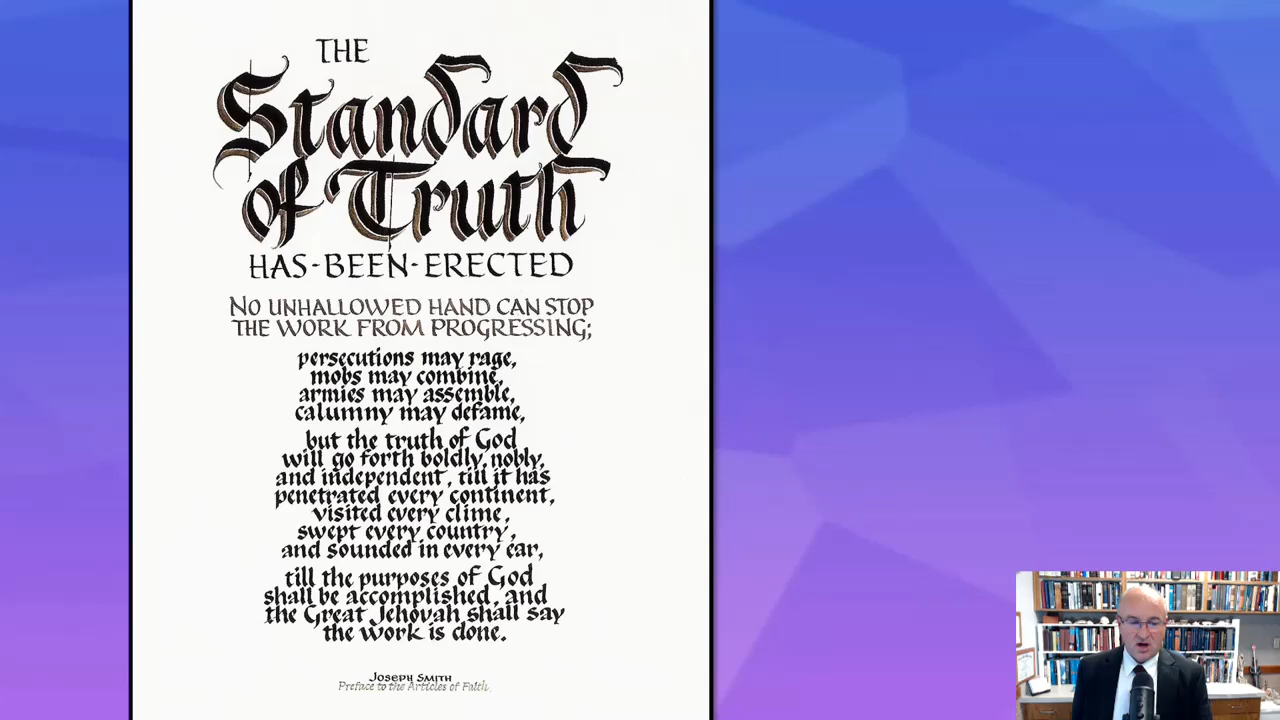 THE
Standard
of Truth
HAS-BEEN-ERECTED
NO UNHALLOWED HAND CAN STOP
THE WORK FROM PROGRESSING;
persecutions may rage,
mobs may combine,
armies may assemble,
calumny may defame,
but the truth of God
will go forth boldly, nobly,
and independent, till it has
penetrated every continent,
visited every clime,
swept every country,
and sounded in every ear,
till the purposes of God
shall be accomplished, and
the Great Jehovah shall say
the work is done.
JOSEPH SMITH
Preface to the Articles of Faith.